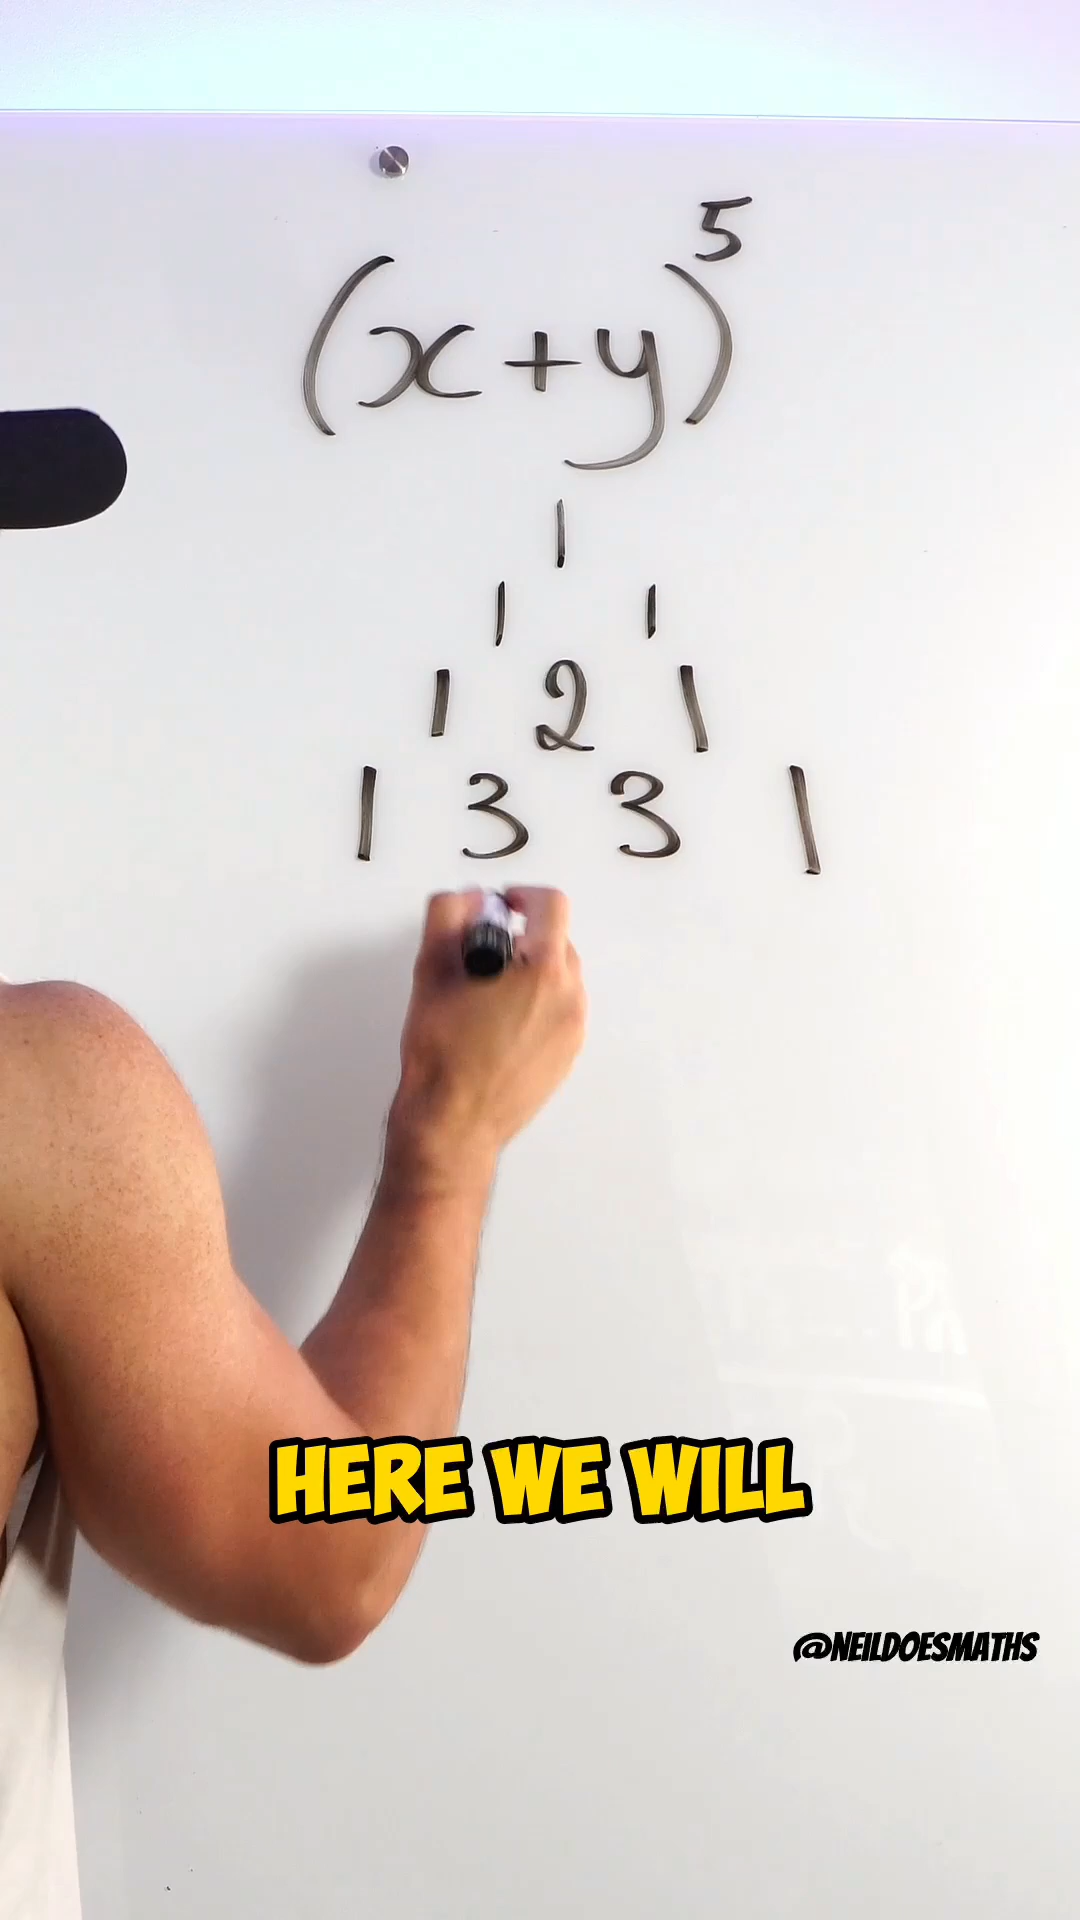 (x+y)⁵
1
1 1
1 2 1
1 3 3 1
HERE WE WILL
@NEILDOESMATHS